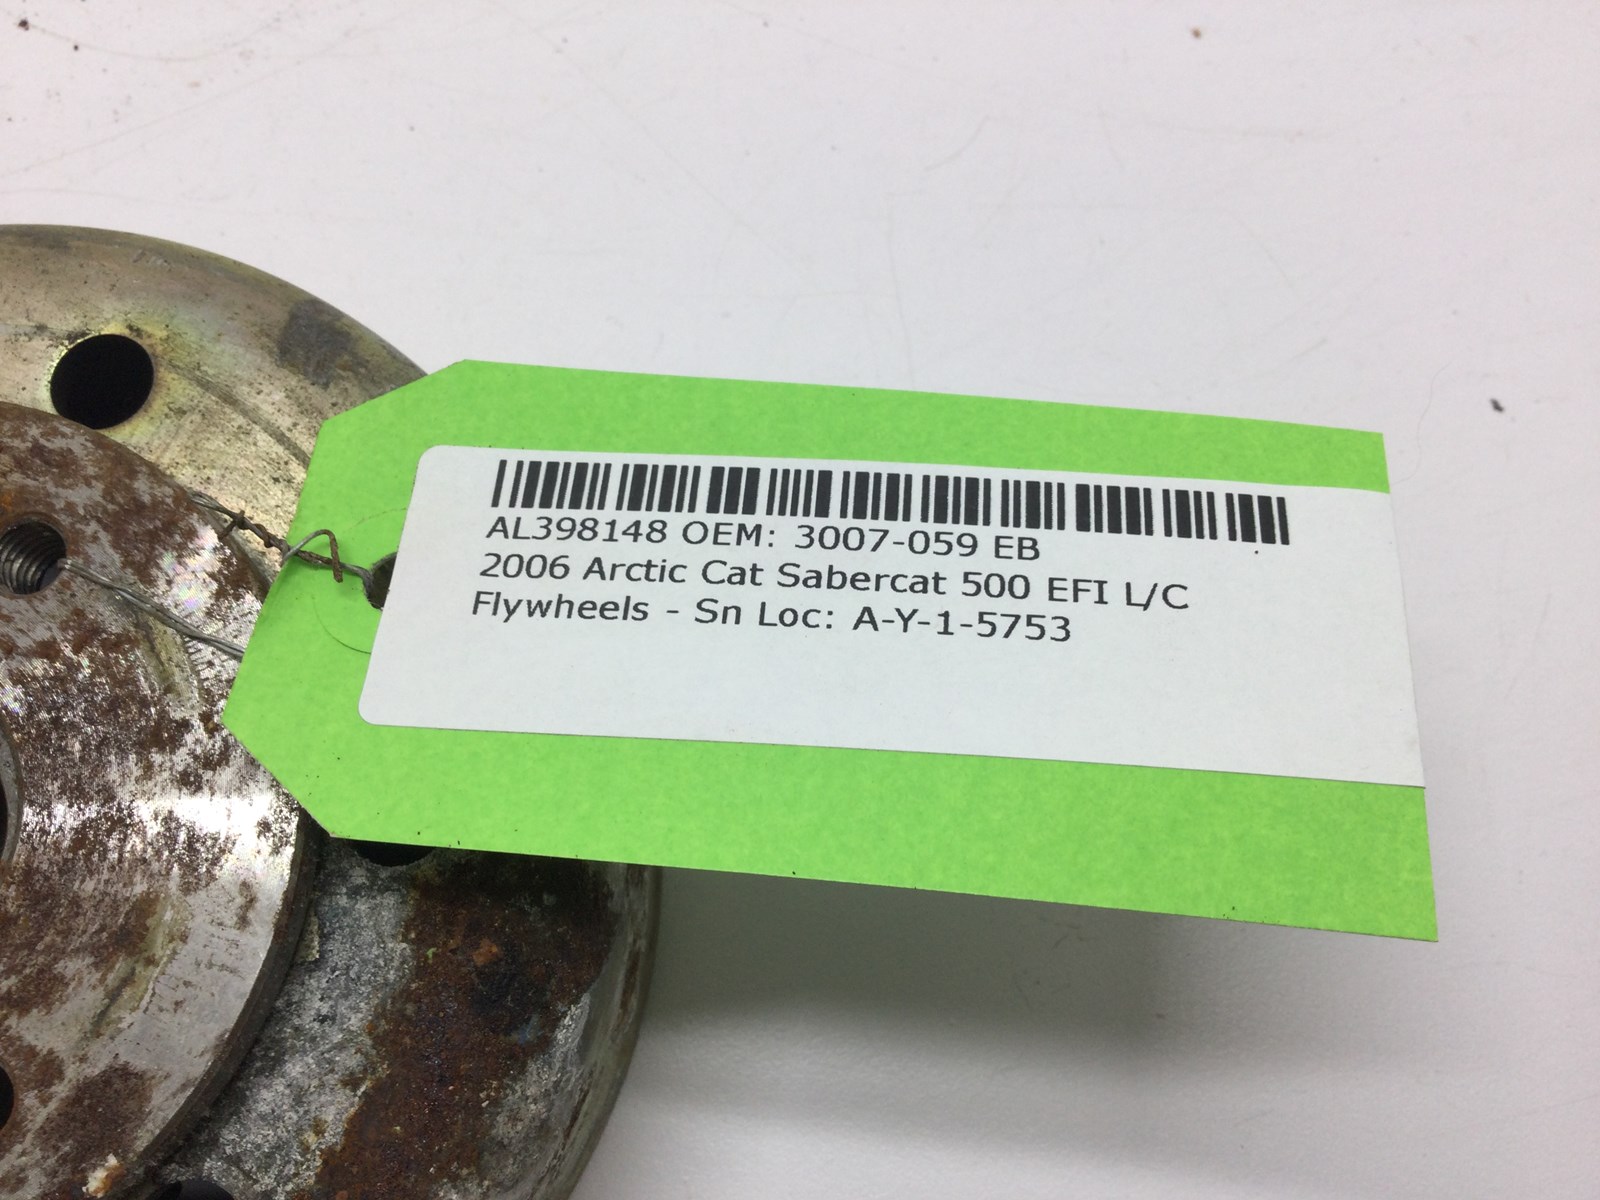 AL398148 OEM: 3007-059 EB
2006 Arctic Cat Sabercat 500 EFI L/C
Flywheels - Sn Loc: A-Y-1-5753